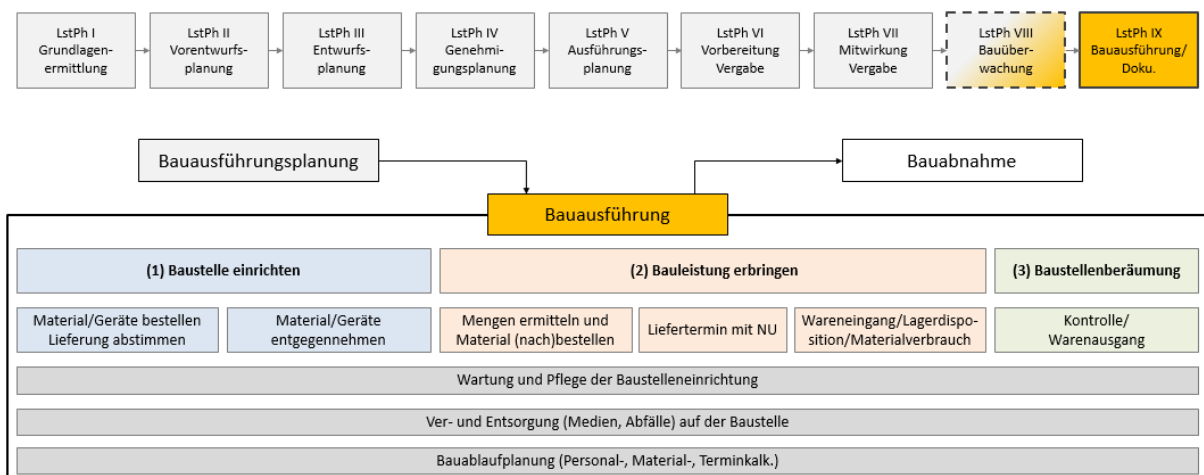 LstPh I
Grundlagen-
ermittlung
LstPh II
Vorentwurfs-
planung
LstPh III
Entwurfs-
planung
LstPh IV
Genehmi-
gungsplanung
LstPh V
Ausführungs-
planung
LstPh VI
Vorbereitung
Vergabe
LstPh VII
Mitwirkung
Vergabe
LstPh VIII
Bauüber-
wachung
LstPh IX
Bauausführung/
Doku.
Bauausführungsplanung
Bauabnahme
Bauausführung
(1) Baustelle einrichten
(2) Bauleistung erbringen
(3) Baustellenberäumung
Material/Geräte bestellen
Lieferung abstimmen
Material/Geräte
entgegennehmen
Mengen ermitteln und
Material (nach)bestellen
Liefertermin mit NU
Wareneingang/Lagerdispo-
sition/Materialverbrauch
Kontrolle/
Warenausgang
Wartung und Pflege der Baustelleneinrichtung
Ver- und Entsorgung (Medien, Abfälle) auf der Baustelle
Bauablaufplanung (Personal-, Material-, Terminkalk.)